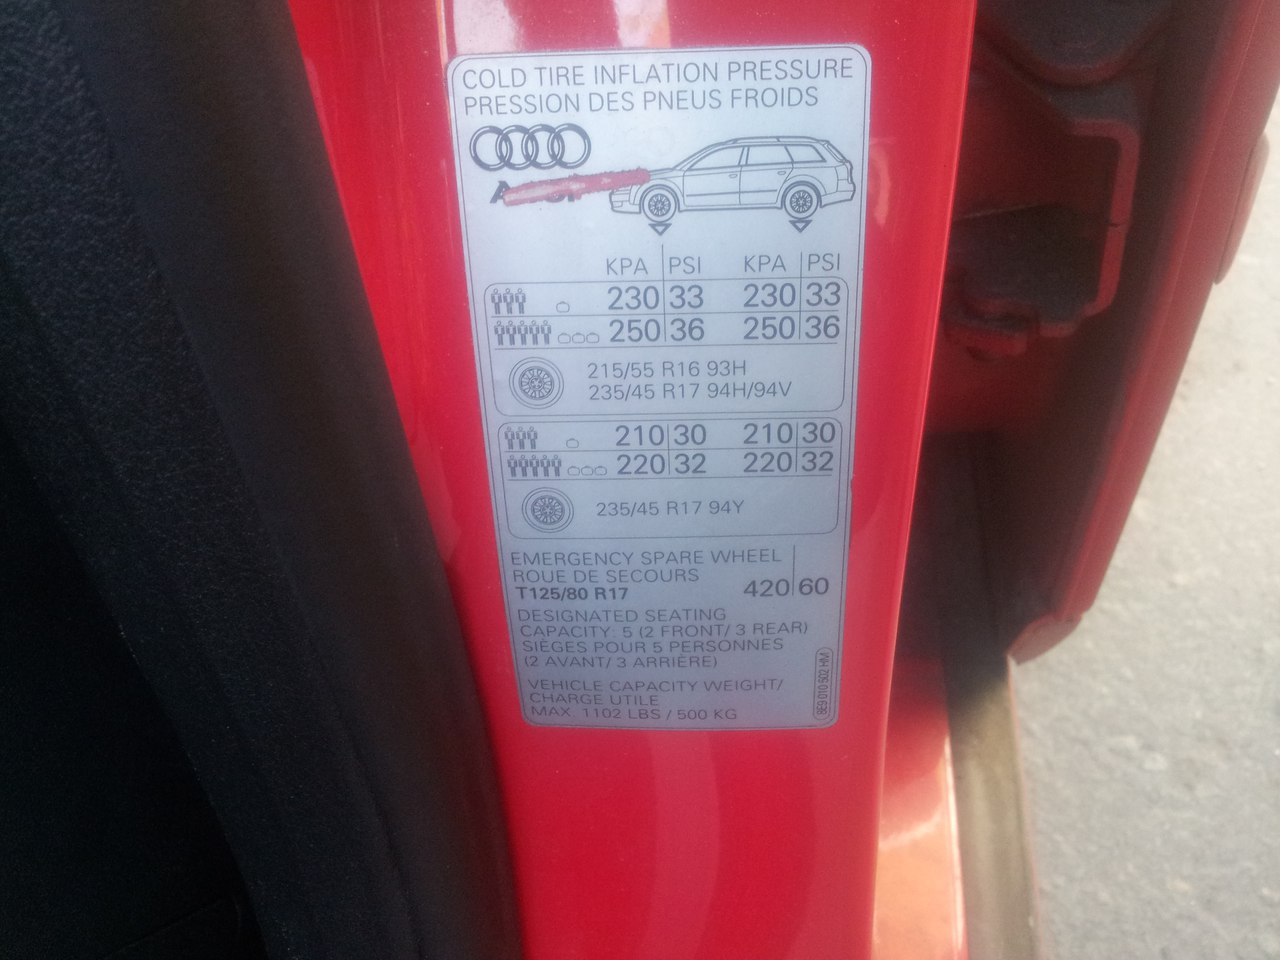 COLD TIRE INFLATION PRESSURE
PRESSION DES PNEUS FROIDS
KPA PSI KPA PSI
230 33 230 33
250 36 250 36
215/55 R16 93H
235/45 R17 94H/94V
210 30 210 30
220 32 220 32
235/45 R17 94Y
EMERGENCY SPARE WHEEL
ROUE DE SECOURS
T125/80 R17 420 60
DESIGNATED SEATING
CAPACITY: 5 (2 FRONT/ 3 REAR)
SIÈGES POUR 5 PERSONNES
(2 AVANT/ 3 ARRIÈRE)
VEHICLE CAPACITY WEIGHT/
CHARGE UTILE
MAX. 1102 LBS / 500 KG
8E9 010 502 HM